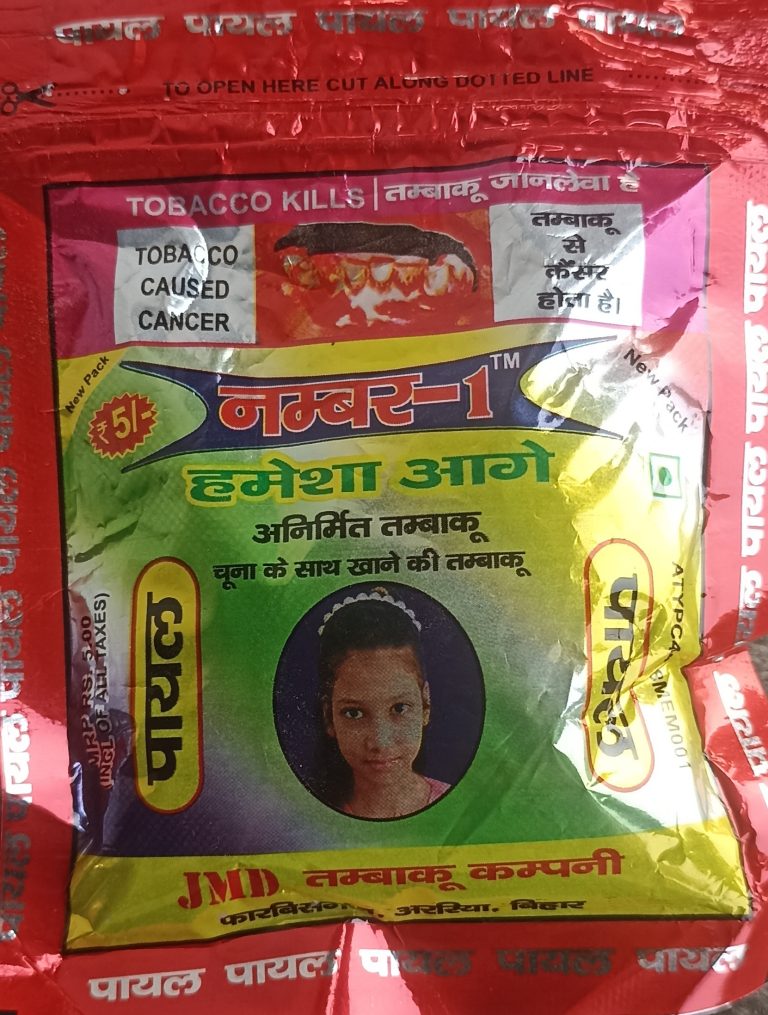 पायल पायल पायल पायल पायल
TO OPEN HERE CUT ALONG DOTTED LINE
TOBACCO KILLS | तम्बाकू जानलेवा है
TOBACCO
CAUSED
CANCER
तम्बाकू
से
कैंसर
होता है।
New Pack
New Pack
₹ 5/-
नम्बर-1 TM
हमेशा आगे
अनिर्मित तम्बाकू
चूना के साथ खाने की तम्बाकू
पायल
पायल
MRP RS. 5.00
(INCL OF ALL TAXES)
JMD तम्बाकू कम्पनी
अररिया, बिहार
पायल पायल पायल पायल पायल